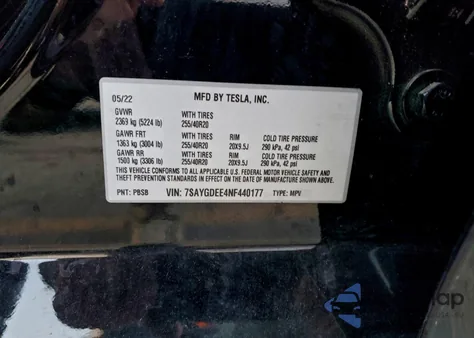 05/22 MFD BY TESLA, INC.
GVWR WITH TIRES
2369 kg (5224 lb) 255/40R20
GAWR FRT WITH TIRES RIM COLD TIRE PRESSURE
1363 kg (3004 lb) 255/40R20 20X9.5J 290 kPa, 42 psi
GAWR RR WITH TIRES RIM COLD TIRE PRESSURE
1500 kg (3306 lb) 255/40R20 20X9.5J 290 kPa, 42 psi
THIS VEHICLE CONFORMS TO ALL APPLICABLE U.S. FEDERAL MOTOR VEHICLE SAFETY AND
THEFT PREVENTION STANDARDS IN EFFECT ON THE DATE OF MANUFACTURE SHOWN ABOVE.
PNT: PBSB VIN: 7SAYGDEE4NF440177 TYPE: MPV